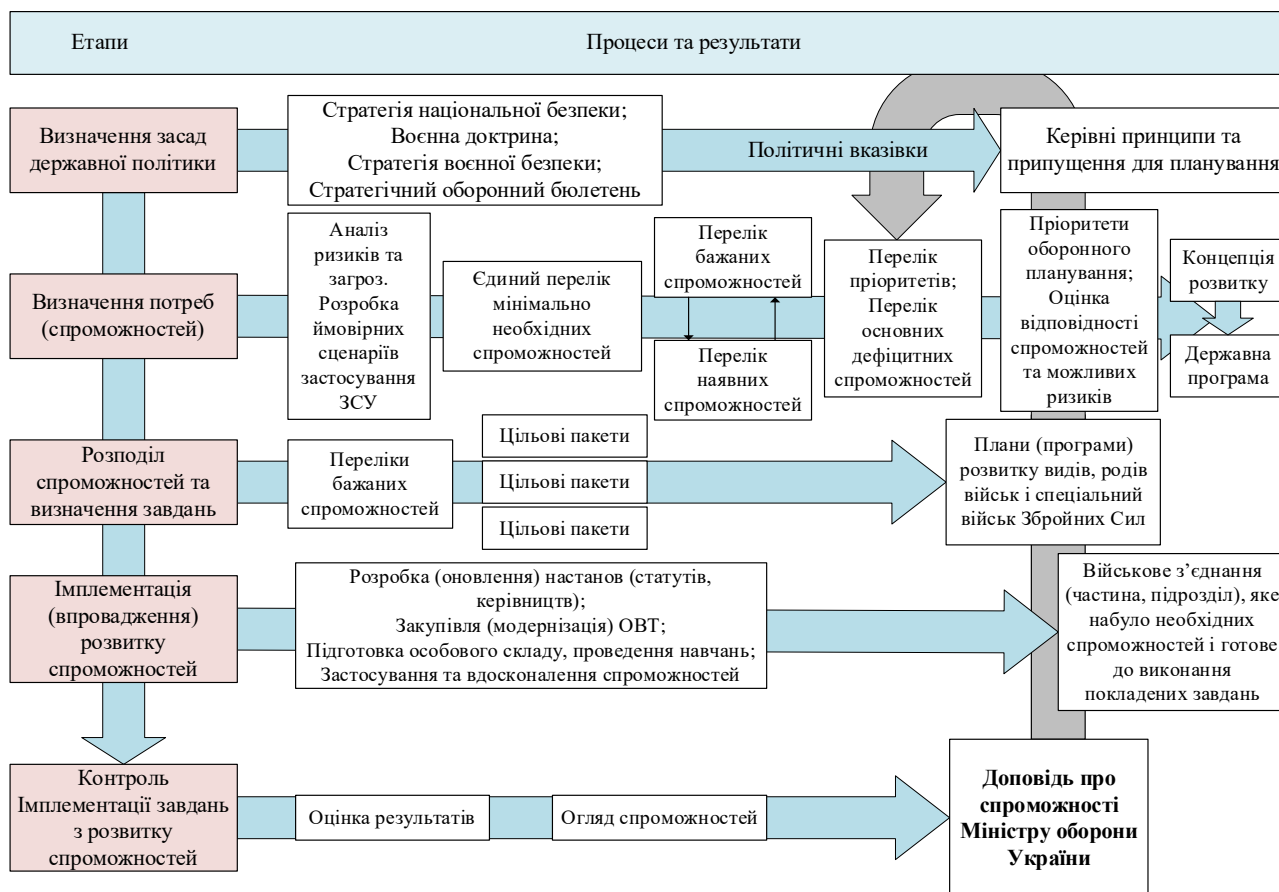 Етапи
Процеси та результати
Визначення засад
державної політики
Стратегія національної безпеки;
Воєнна доктрина;
Стратегія воєнної безпеки;
Стратегічний оборонний бюлетень
Політичні вказівки
Керівні принципи та
припущення для планування
Визначення потреб
(спроможностей)
Аналіз
ризиків та
загроз.
Розробка
ймовірних
сценаріїв
застосування
ЗСУ
Єдиний перелік
мінімально
необхідних
спроможностей
Перелік
бажаних
спроможностей
Перелік
наявних
спроможностей
Перелік
пріоритетів;
Перелік
основних
дефіцитних
спроможностей
Пріоритети
оборонного
планування;
Оцінка
відповідності
спроможностей
та можливих
ризиків
Концепція
розвитку
Державна
програма
Розподіл
спроможностей та
визначення завдань
Переліки
бажаних
спроможностей
Цільові пакети
Цільові пакети
Цільові пакети
Плани (програми)
розвитку видів, родів
військ і спеціальний
військ Збройних Сил
Імплементація
(впровадження)
розвитку
спроможностей
Розробка (оновлення) настанов (статутів,
керівництв);
Закупівля (модернізація) ОВТ;
Підготовка особового складу, проведення навчань;
Застосування та вдосконалення спроможностей
Військове з’єднання
(частина, підрозділ), яке
набуло необхідних
спроможностей і готове
до виконання
покладених завдань
Контроль
Імплементації завдань
з розвитку
спроможностей
Оцінка результатів
Огляд спроможностей
Доповідь про
спроможності
Міністру оборони
України